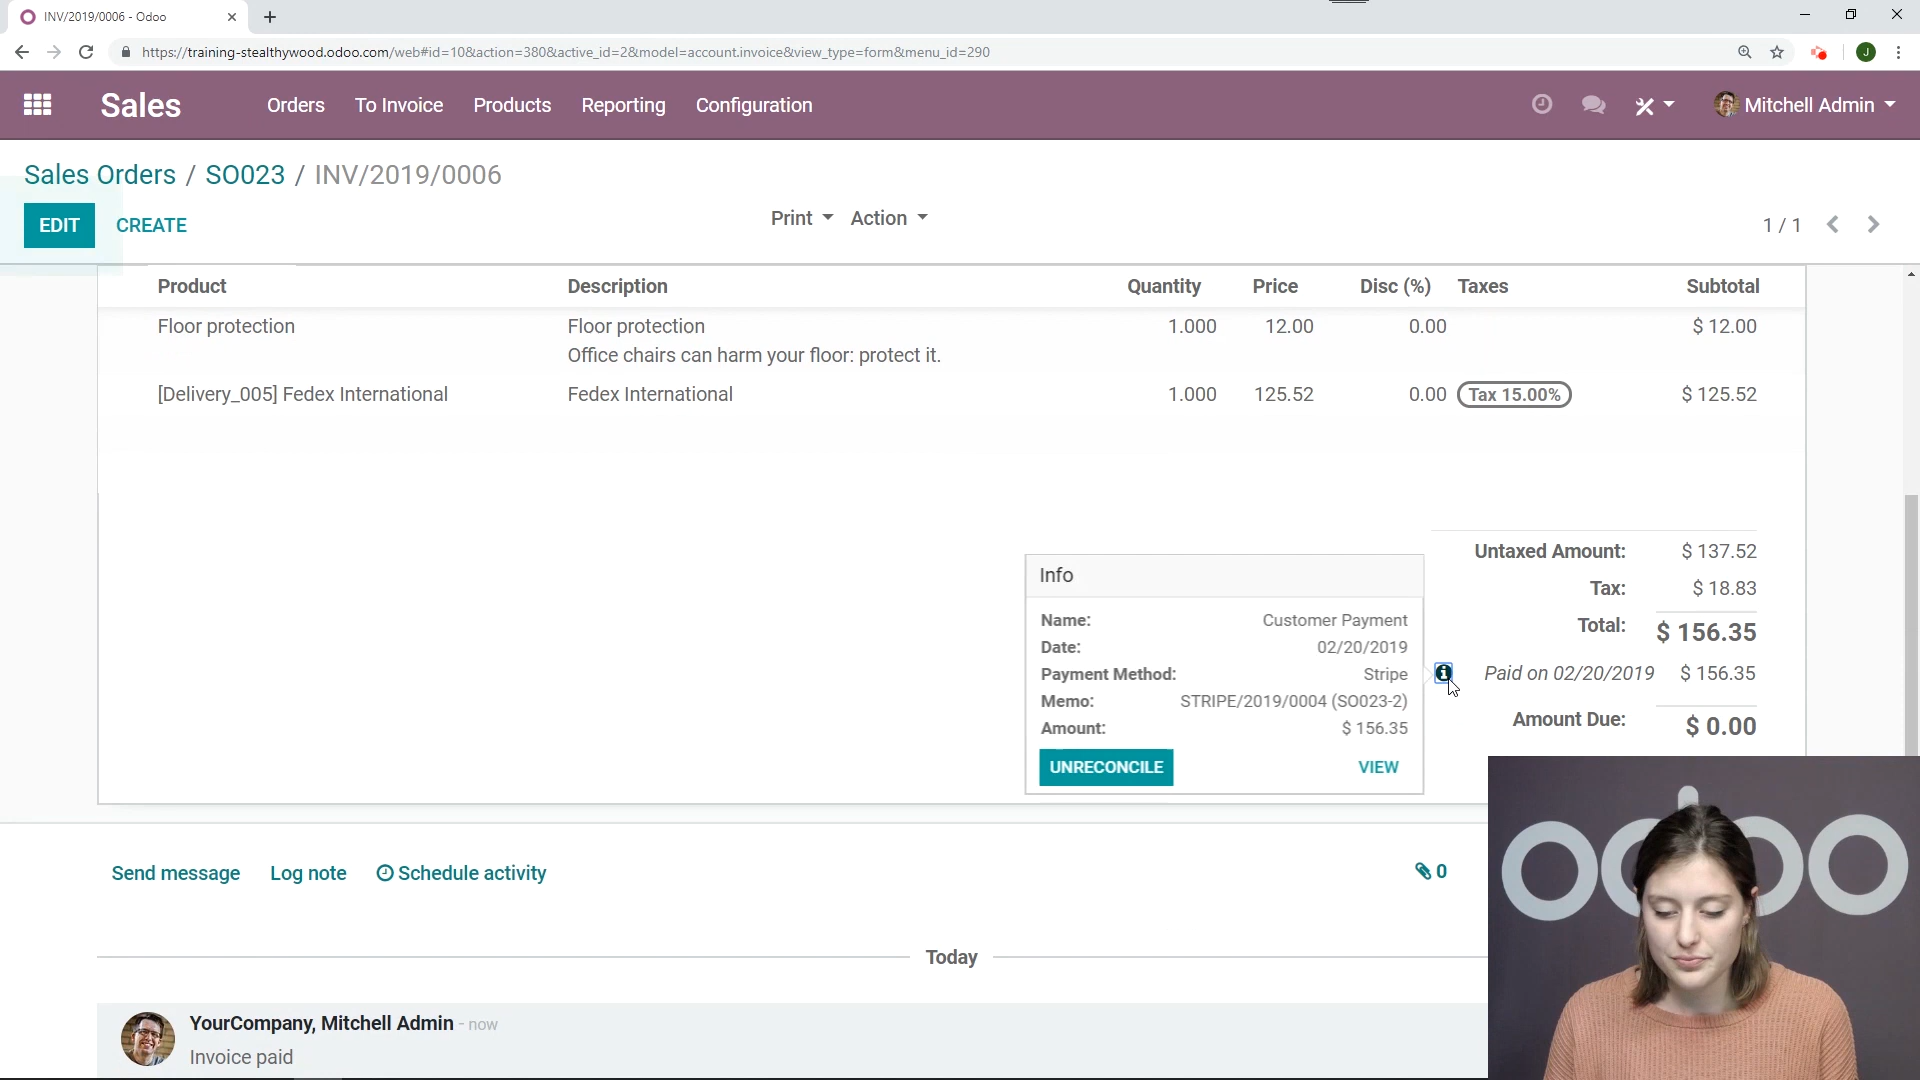 INV/2019/0006 - Odoo
https://training-stealthywood.odoo.com/web#id=10&action=380&active_id=2&model=account.invoice&view_type=form&menu_id=290
J
Sales Orders To Invoice Products Reporting Configuration Mitchell Admin
Sales Orders / SO023 / INV/2019/0006
EDIT CREATE Print Action 1 / 1
Product Description Quantity Price Disc (%) Taxes Subtotal
Floor protection Floor protection 1.000 12.00 0.00 $ 12.00
Office chairs can harm your floor: protect it.
[Delivery_005] Fedex International Fedex International 1.000 125.52 0.00 Tax 15.00% $ 125.52
Untaxed Amount: $ 137.52
Tax: $ 18.83
Total: $ 156.35
Paid on 02/20/2019 $ 156.35
Amount Due: $ 0.00
Info
Name: Customer Payment
Date: 02/20/2019
Payment Method: Stripe
Memo: STRIPE/2019/0004 (SO023-2)
Amount: $ 156.35
UNRECONCILE VIEW
Send message Log note Schedule activity 0
Today
YourCompany, Mitchell Admin - now
Invoice paid
odoo